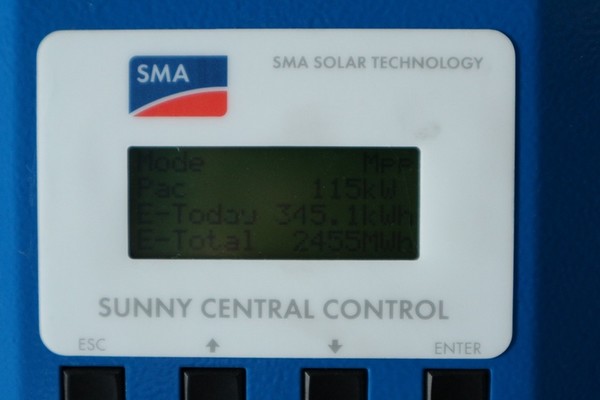 SMA
SMA SOLAR TECHNOLOGY
Mode Mpp
Pac 115kW
E-Today 345.1kWh
E-Total 2455MWh
SUNNY CENTRAL CONTROL
ESC ENTER